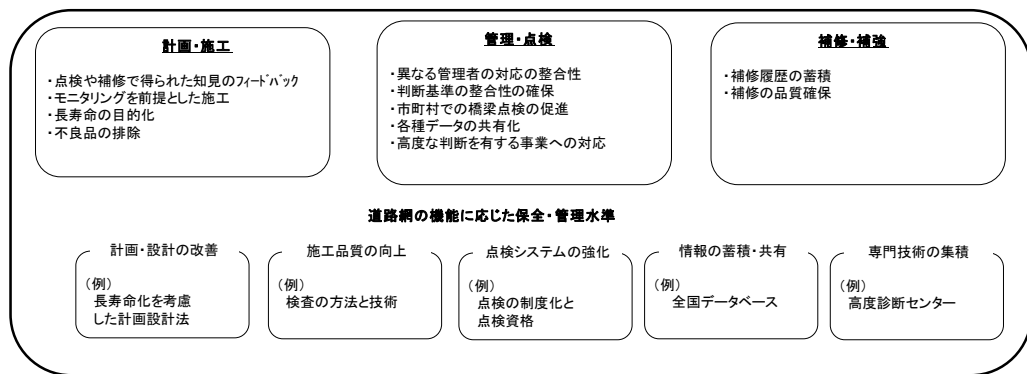 計画・施工
・点検や補修で得られた知見のフィードバック
・モニタリングを前提とした施工
・長寿命の目的化
・不良品の排除
管理・点検
・異なる管理者の対応の整合性
・判断基準の整合性の確保
・市町村での橋梁点検の促進
・各種データの共有化
・高度な判断を有する事業への対応
補修・補強
・補修履歴の蓄積
・補修の品質確保
道路網の機能に応じた保全・管理水準
計画・設計の改善
（例）
長寿命化を考慮
した計画設計法
施工品質の向上
（例）
検査の方法と技術
点検システムの強化
（例）
点検の制度化と
点検資格
情報の蓄積・共有
（例）
全国データベース
専門技術の集積
（例）
高度診断センター